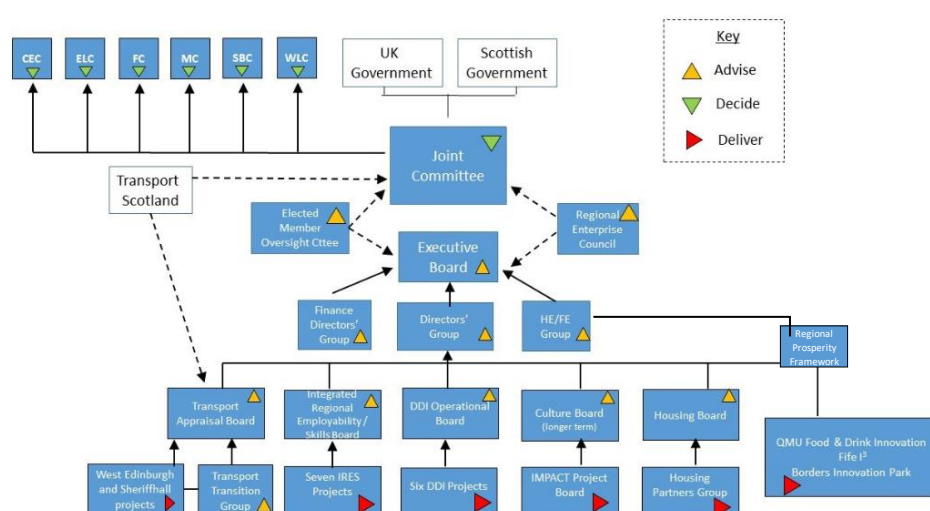 CEC
ELC
FC
MC
SBC
WLC
UK
Government
Scottish
Government
Key
Advise
Decide
Deliver
Joint
Committee
Transport
Scotland
Elected
Member
Oversight Cttee
Regional
Enterprise
Council
Executive
Board
Finance
Directors'
Group
Directors'
Group
HE/FE
Group
Regional
Prosperity
Framework
Transport
Appraisal Board
Integrated
Regional
Employability /
Skills Board
DDI Operational
Board
Culture Board
(longer term)
Housing Board
QMU Food & Drink Innovation
Fife I³
Borders Innovation Park
West Edinburgh
and Sheriffhall
projects
Transport
Transition
Group
Seven IRES
Projects
Six DDI Projects
IMPACT Project
Board
Housing
Partners Group